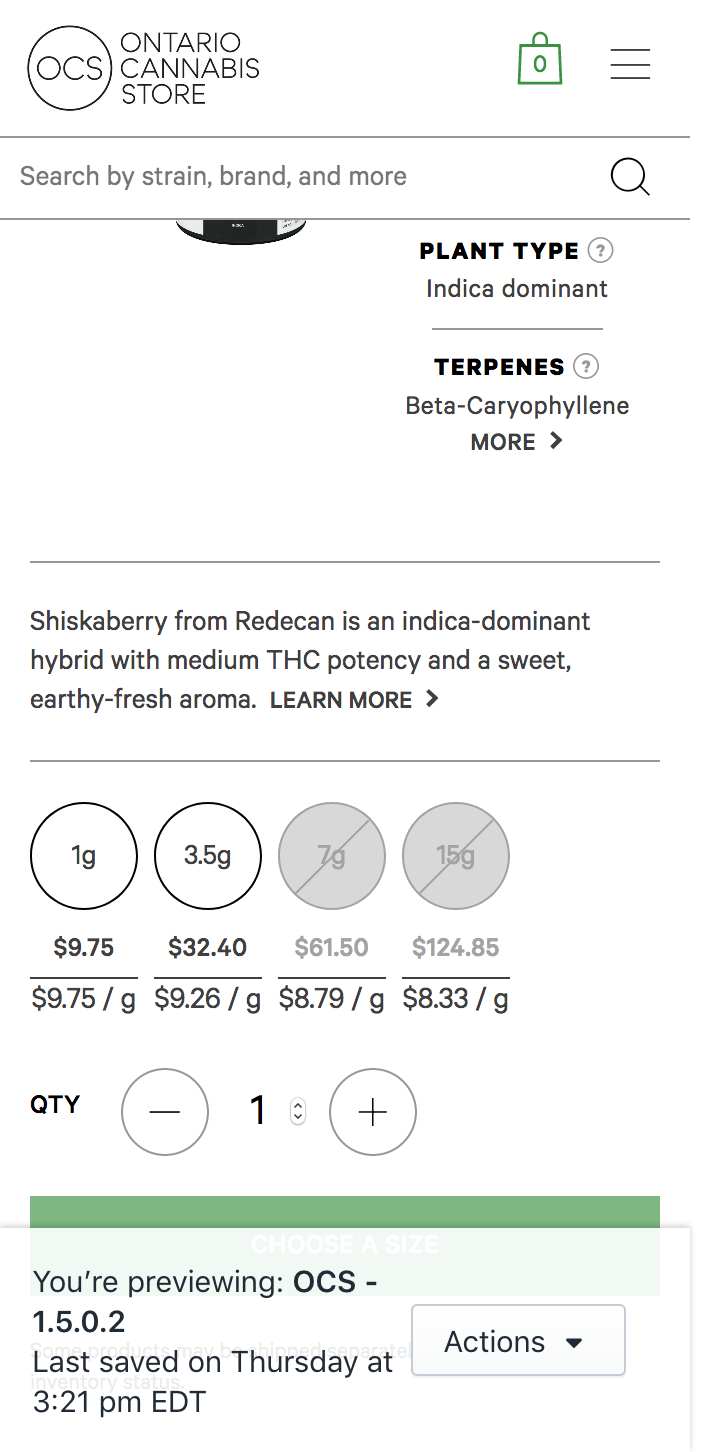 OCS
ONTARIO
CANNABIS
STORE
0
Search by strain, brand, and more
INDICA
PLANT TYPE ?
Indica dominant
TERPENES ?
Beta-Caryophyllene
MORE >
Shiskaberry from Redecan is an indica-dominant
hybrid with medium THC potency and a sweet,
earthy-fresh aroma. LEARN MORE >
1g 3.5g 7g 15g
$9.75 $32.40 $61.50 $124.85
$9.75 / g $9.26 / g $8.79 / g $8.33 / g
QTY — 1 +
CHOOSE A SIZE
You're previewing: OCS -
1.5.0.2
Last saved on Thursday at
3:21 pm EDT
Actions
Some products may be shipped separatel
inventory status.